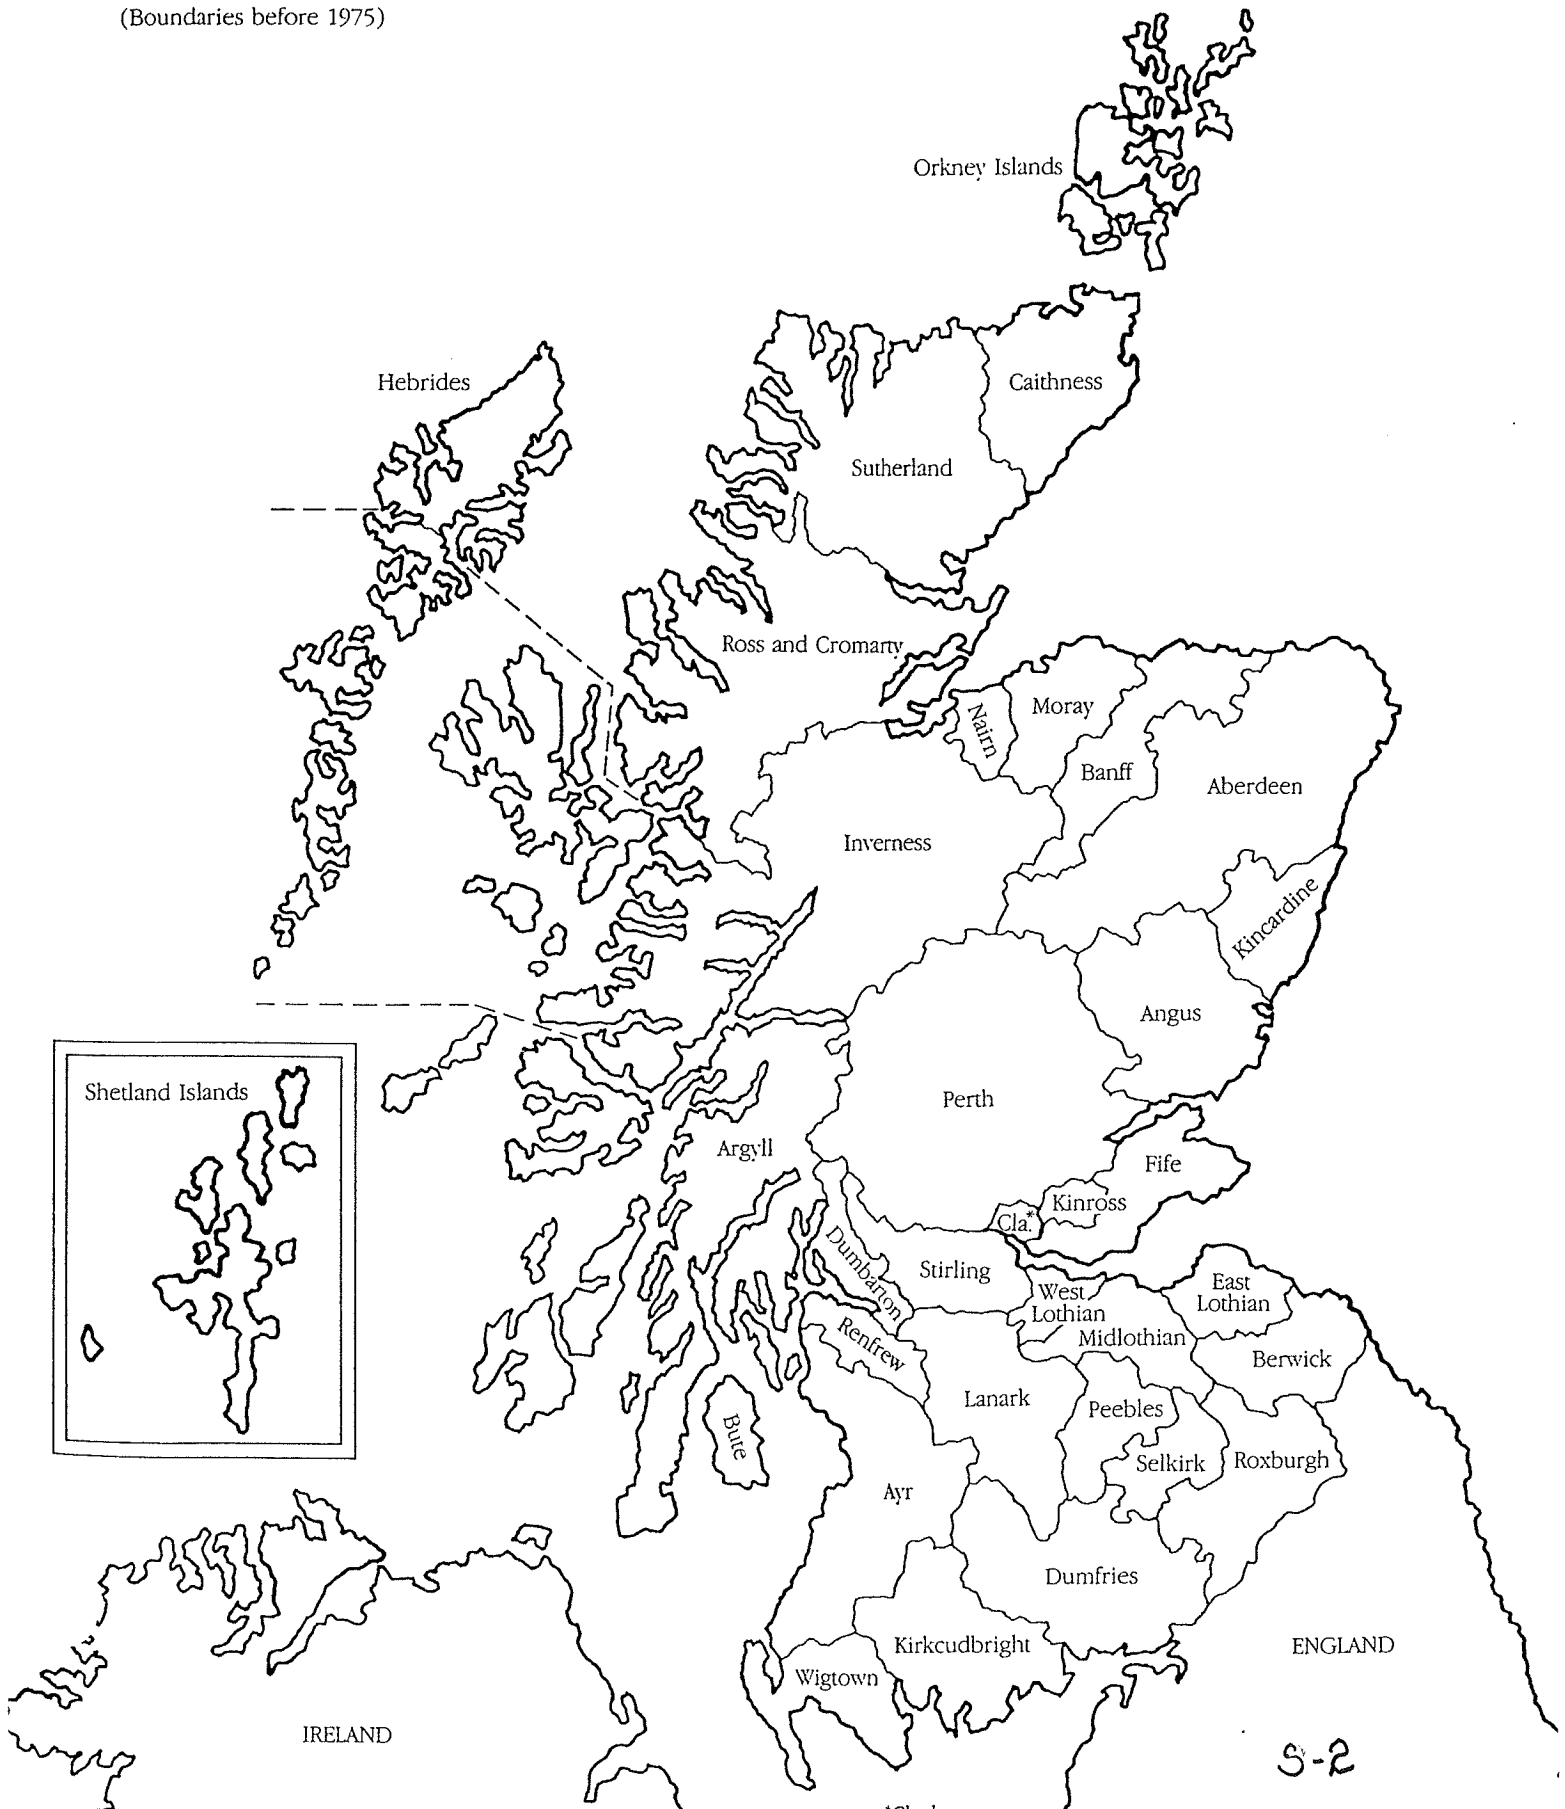 (Boundaries before 1975)
Orkney Islands
Hebrides
Caithness
Sutherland
Ross and Cromarty
Moray
Nairn
Banff
Aberdeen
Inverness
Kincardine
Angus
Shetland Islands
Perth
Argyll
Fife
Kinross
Cla.*
Dumbarton
Stirling
West
Lothian
East
Lothian
Midlothian
Renfrew
Berwick
Lanark
Peebles
Bute
Selkirk
Roxburgh
Ayr
Dumfries
Kirkcudbright
ENGLAND
Wigtown
IRELAND
S-2